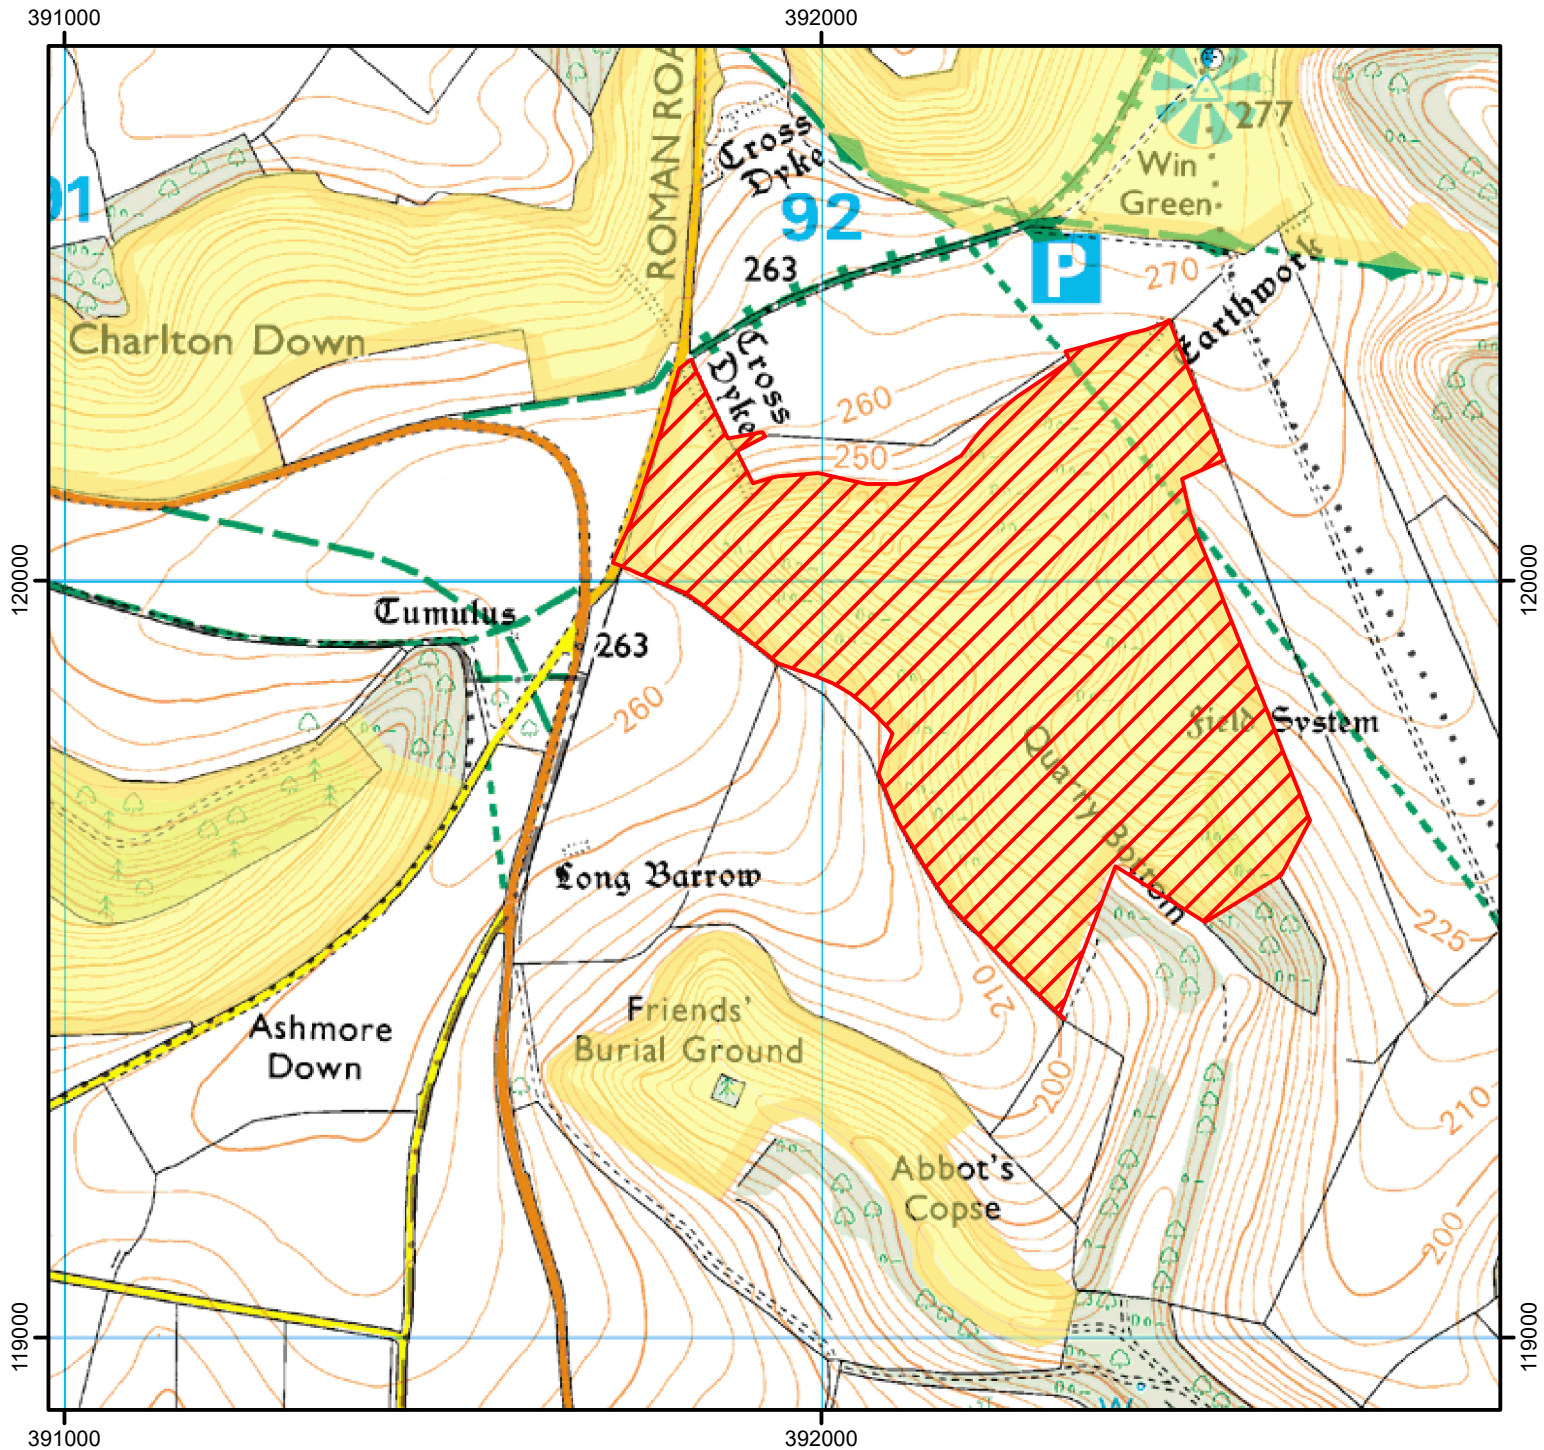 391000
392000
ROMAN ROA
Cross
Dyke
277
Win
Green
91
92
263
P
270
Earthwork
Charlton Down
Cross
Dyke
260
250
120000
120000
Tumulus
263
260
Field System
Quarry Bottom
Long Barrow
225
210
Friends'
Burial Ground
Ashmore
Down
200
210
Abbot's
Copse
200
119000
119000
W
391000
392000